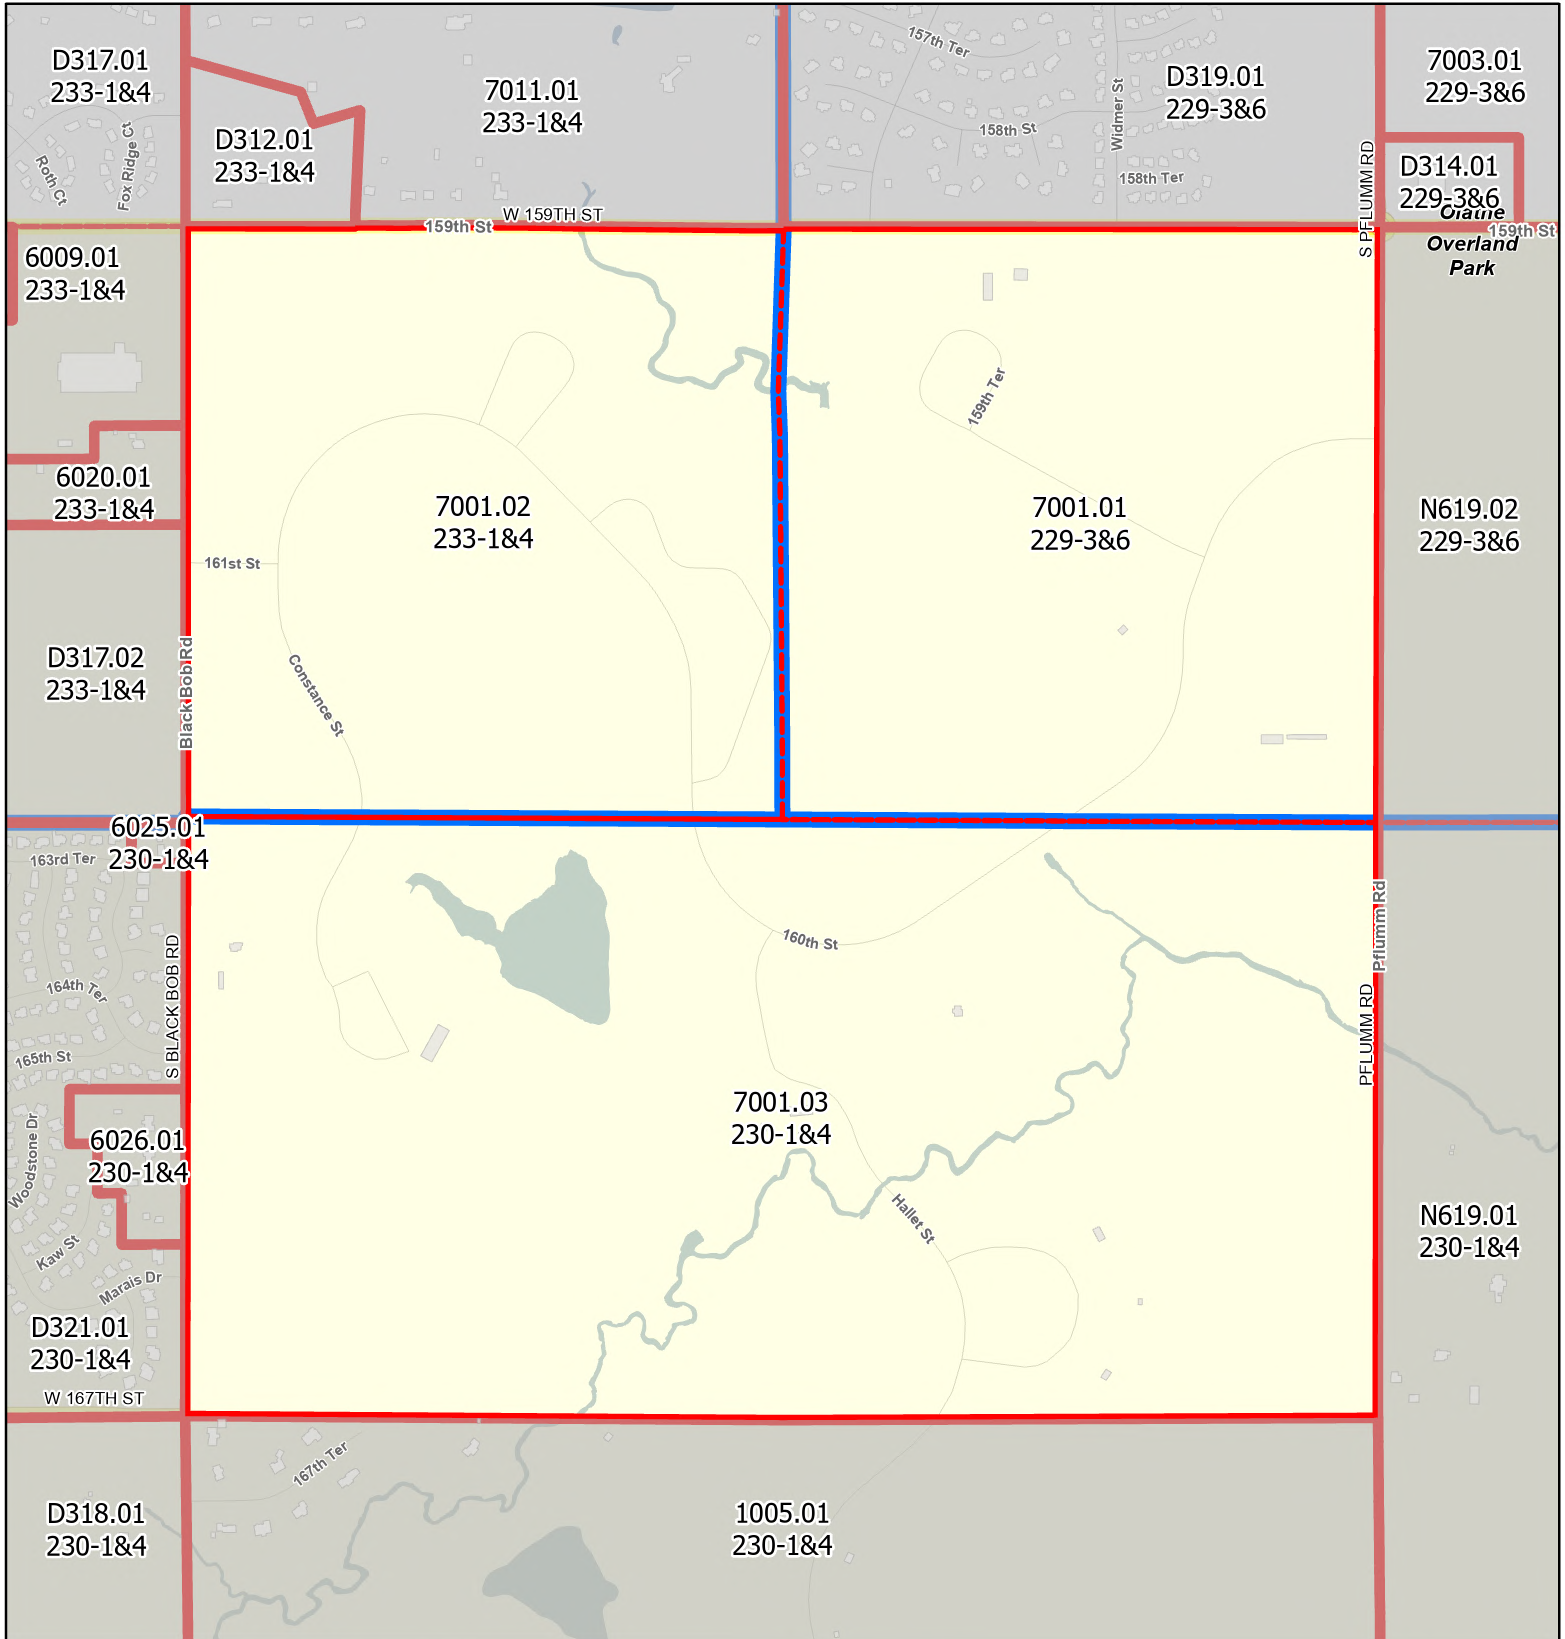 D317.01
233-1&4
Roth Ct
Fox Ridge Ct
D312.01
233-1&4
7011.01
233-1&4
157th Ter
158th St
Widmer St
158th Ter
D319.01
229-3&6
7003.01
229-3&6
D314.01
229-3&6
S PFLUMM RD
W 159TH ST
159th St
Olathe
159th St
Overland
Park
6009.01
233-1&4
6020.01
233-1&4
159th Ter
7001.02
233-1&4
7001.01
229-3&6
N619.02
229-3&6
161st St
Constance St
Black Bob Rd
D317.02
233-1&4
6025.01
230-1&4
163rd Ter
164th Ter
165th St
S BLACK BOB RD
160th St
Pflumm Rd
PFLUMM RD
7001.03
230-1&4
Woodstone Dr
6026.01
230-1&4
Kaw St
Marais Dr
Hallet St
N619.01
230-1&4
D321.01
230-1&4
W 167TH ST
167th Ter
D318.01
230-1&4
1005.01
230-1&4